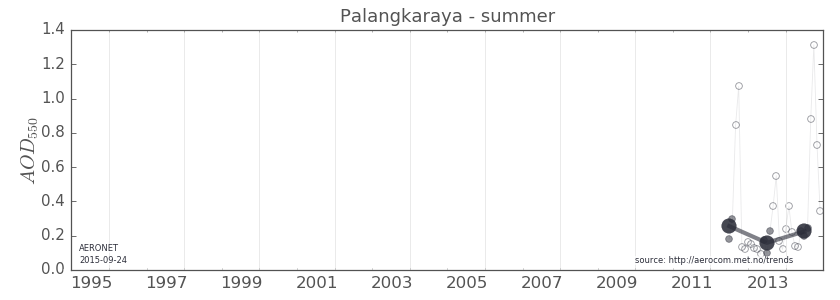 Palangkaraya - summer
1.4
1.2
1.0
0.8
0.6
0.4
0.2
0.0
AOD550
AERONET
2015-09-24
source: http://aerocom.met.no/trends
1995 1997 1999 2001 2003 2005 2007 2009 2011 2013